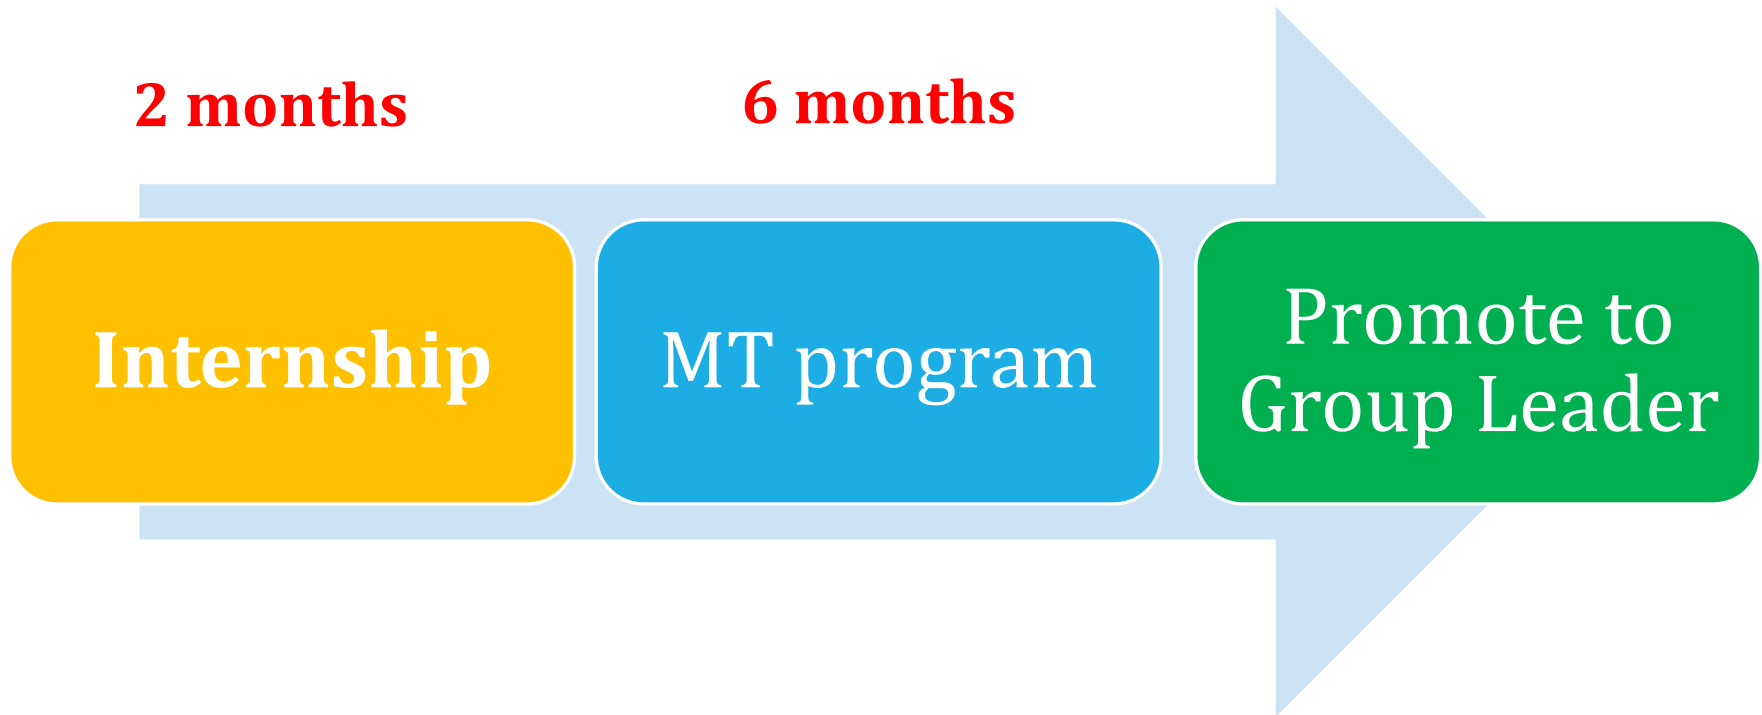 2 months
6 months
Internship
MT program
Promote to
Group Leader